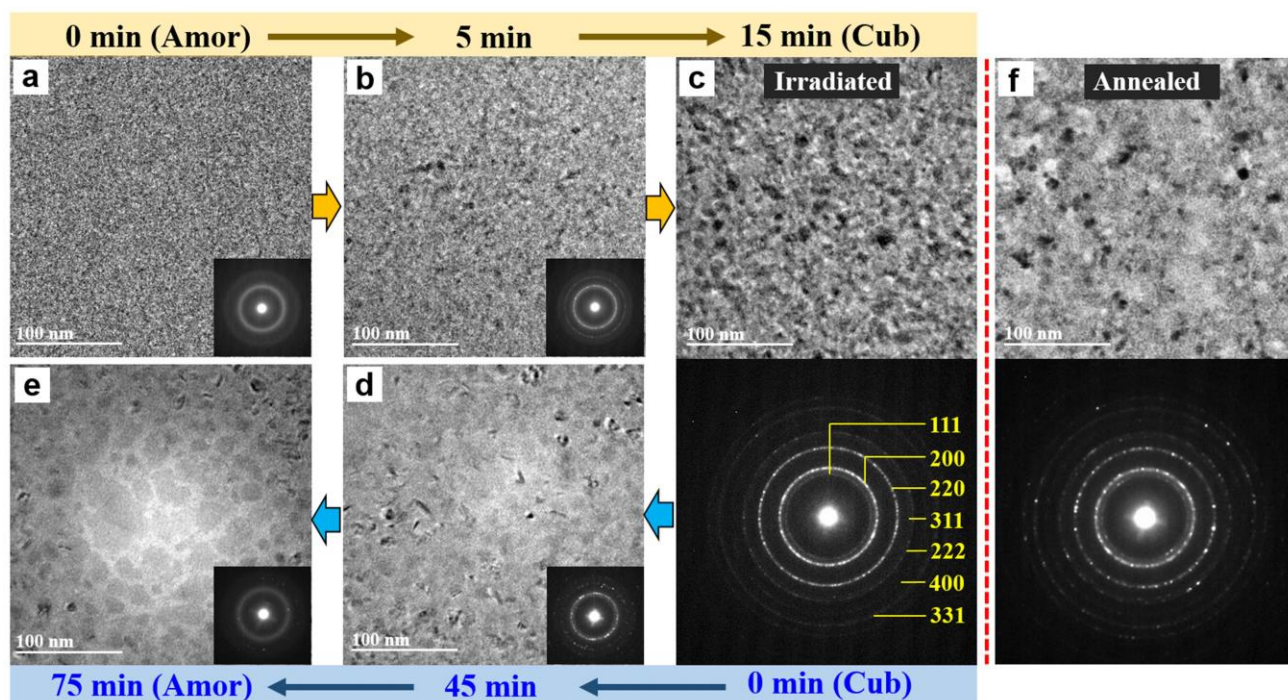 0 min (Amor)
5 min
15 min (Cub)
a
b
c
Irradiated
f
Annealed
100 nm
100 nm
100 nm
100 nm
e
d
111
200
220
311
222
400
331
100 nm
100 nm
75 min (Amor)
45 min
0 min (Cub)